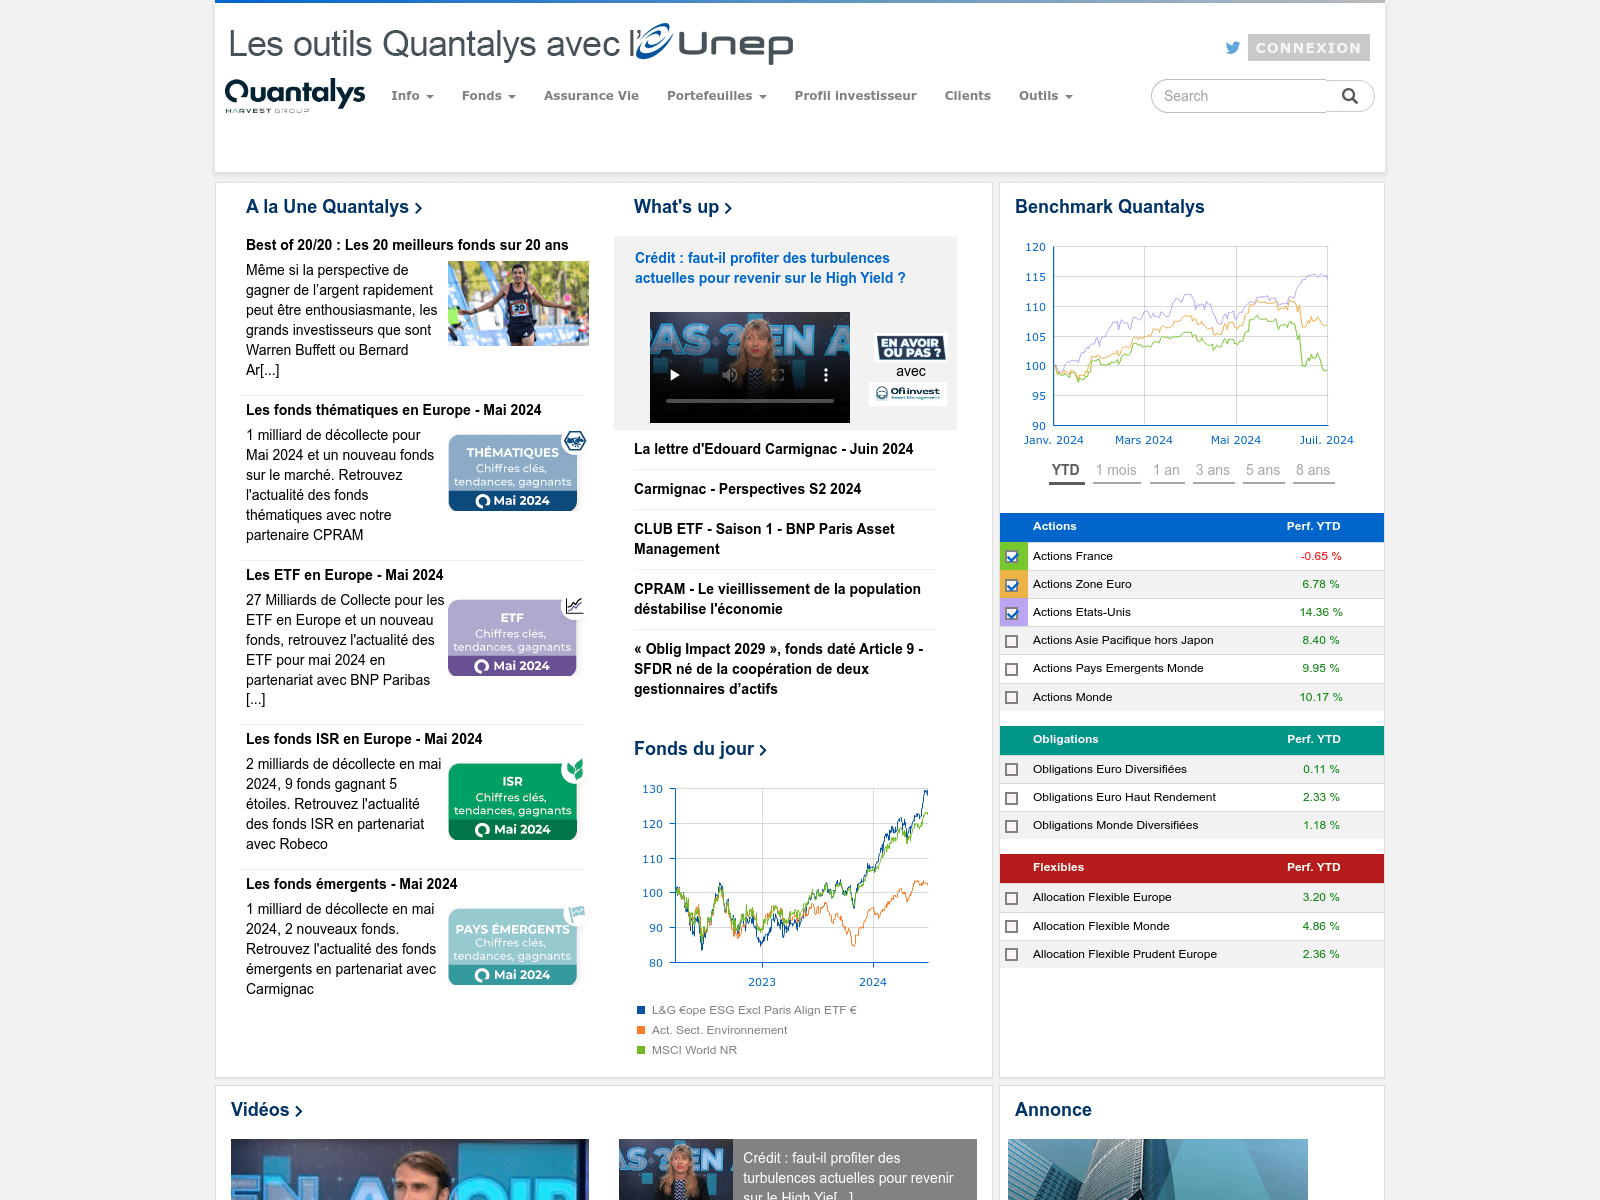 Les outils Quantalys avec l'Unep
CONNEXION
Quantalys
HARVEST GROUP
Info
Fonds
Assurance Vie
Portefeuilles
Profil investisseur
Clients
Outils
Search
A la Une Quantalys
Best of 20/20 : Les 20 meilleurs fonds sur 20 ans
Même si la perspective de
gagner de l'argent rapidement
peut être enthousiasmante, les
grands investisseurs que sont
Warren Buffett ou Bernard
Ar[...]
20
Les fonds thématiques en Europe - Mai 2024
1 milliard de décollecte pour
Mai 2024 et un nouveau fonds
sur le marché. Retrouvez
l'actualité des fonds
thématiques avec notre
partenaire CPRAM
THÉMATIQUES
Chiffres clés,
tendances, gagnants
Mai 2024
Les ETF en Europe - Mai 2024
27 Milliards de Collecte pour les
ETF en Europe et un nouveau
fonds, retrouvez l'actualité des
ETF pour mai 2024 en
partenariat avec BNP Paribas
[...]
ETF
Chiffres clés,
tendances, gagnants
Mai 2024
Les fonds ISR en Europe - Mai 2024
2 milliards de décollecte en mai
2024, 9 fonds gagnant 5
étoiles. Retrouvez l'actualité
des fonds ISR en partenariat
avec Robeco
ISR
Chiffres clés,
tendances, gagnants
Mai 2024
Les fonds émergents - Mai 2024
1 milliard de décollecte en mai
2024, 2 nouveaux fonds.
Retrouvez l'actualité des fonds
émergents en partenariat avec
Carmignac
PAYS ÉMERGENTS
Chiffres clés,
tendances, gagnants
Mai 2024
What's up
Crédit : faut-il profiter des turbulences
actuelles pour revenir sur le High Yield ?
PAS ? EN A
EN AVOIR
OU PAS ?
avec
Ofi invest
Asset Management
La lettre d'Edouard Carmignac - Juin 2024
Carmignac - Perspectives S2 2024
CLUB ETF - Saison 1 - BNP Paris Asset
Management
CPRAM - Le vieillissement de la population
déstabilise l'économie
« Oblig Impact 2029 », fonds daté Article 9 -
SFDR né de la coopération de deux
gestionnaires d'actifs
Fonds du jour
130
120
110
100
90
80
2023
2024
L&G €ope ESG Excl Paris Align ETF €
Act. Sect. Environnement
MSCI World NR
Benchmark Quantalys
120
115
110
105
100
95
90
Janv. 2024
Mars 2024
Mai 2024
Juil. 2024
YTD
1 mois
1 an
3 ans
5 ans
8 ans
Actions Perf. YTD
Actions France -0.65 %
Actions Zone Euro 6.78 %
Actions Etats-Unis 14.36 %
Actions Asie Pacifique hors Japon 8.40 %
Actions Pays Emergents Monde 9.95 %
Actions Monde 10.17 %
Obligations Perf. YTD
Obligations Euro Diversifiées 0.11 %
Obligations Euro Haut Rendement 2.33 %
Obligations Monde Diversifiées 1.18 %
Flexibles Perf. YTD
Allocation Flexible Europe 3.20 %
Allocation Flexible Monde 4.86 %
Allocation Flexible Prudent Europe 2.36 %
Vidéos
Crédit : faut-il profiter des
turbulences actuelles pour revenir
sur le High Yie[...]
Annonce